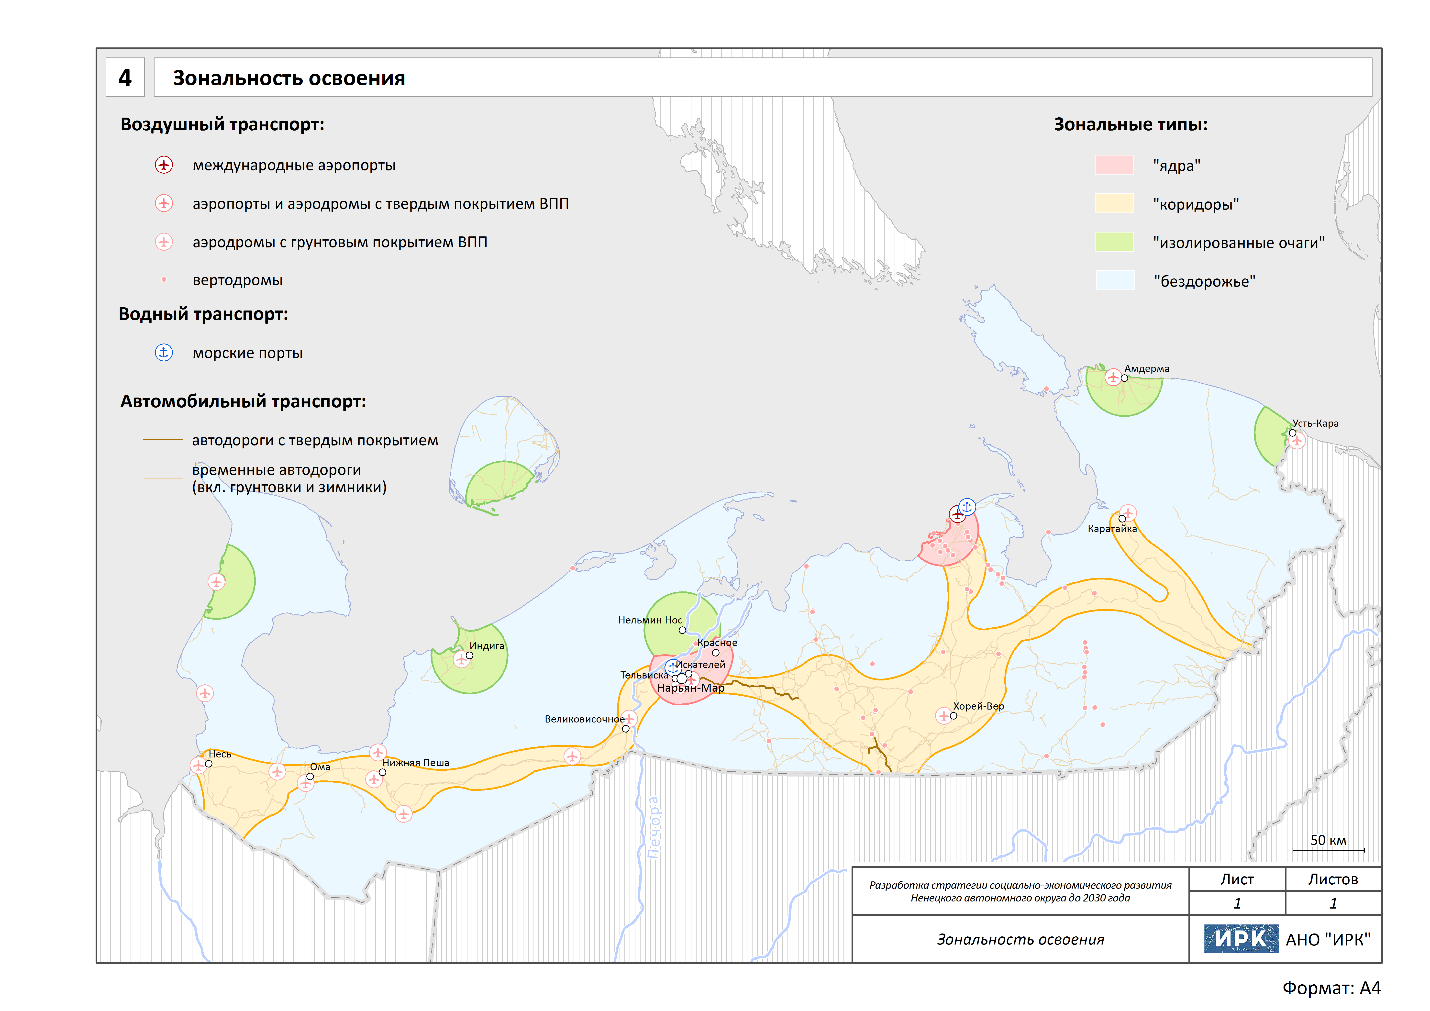 4
Зональность освоения
Воздушный транспорт:
международные аэропорты
аэропорты и аэродромы с твердым покрытием ВПП
аэродромы с грунтовым покрытием ВПП
вертодромы
Водный транспорт:
морские порты
Автомобильный транспорт:
автодороги с твердым покрытием
временные автодороги
(вкл. грунтовки и зимники)
Зональные типы:
"ядра"
"коридоры"
"изолированные очаги"
"бездорожье"
Амдерма
Усть-Кара
Каратайка
Нельмин Нос
Красное
Индига
Искателей
Тельвиска
Нарьян-Мар
Хорей-Вер
Великовисочное
Несь
Ома
Нижняя Пеша
Печора
50 км
Разработка стратегии социально-экономического развития
Ненецкого автономного округа до 2030 года
Лист
Листов
1
1
Зональность освоения
ИРК
АНО "ИРК"
Формат: А4